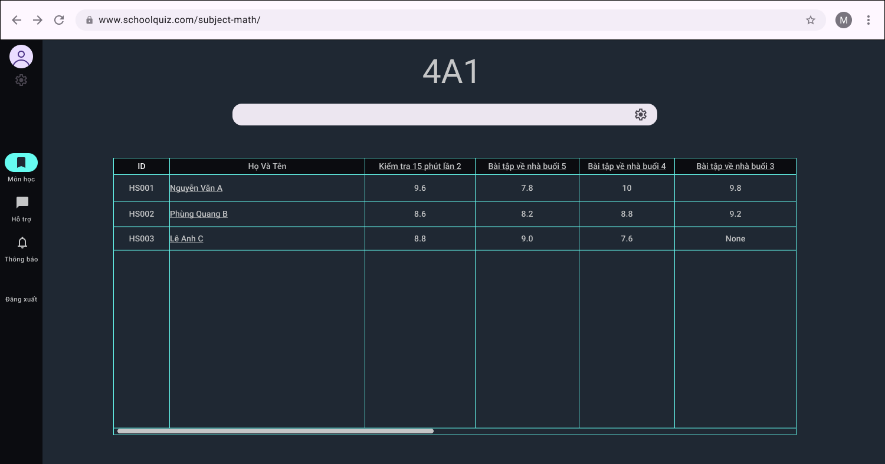 www.schoolquiz.com/subject-math/
M
4A1
Môn học
Hỗ trợ
Thông báo
Đăng xuất
ID Họ Và Tên Kiểm tra 15 phút lần 2 Bài tập về nhà buổi 5 Bài tập về nhà buổi 4 Bài tập về nhà buổi 3
HS001 Nguyễn Văn A 9.6 7.8 10 9.8
HS002 Phùng Quang B 8.6 8.2 8.8 9.2
HS003 Lê Anh C 8.8 9.0 7.6 None